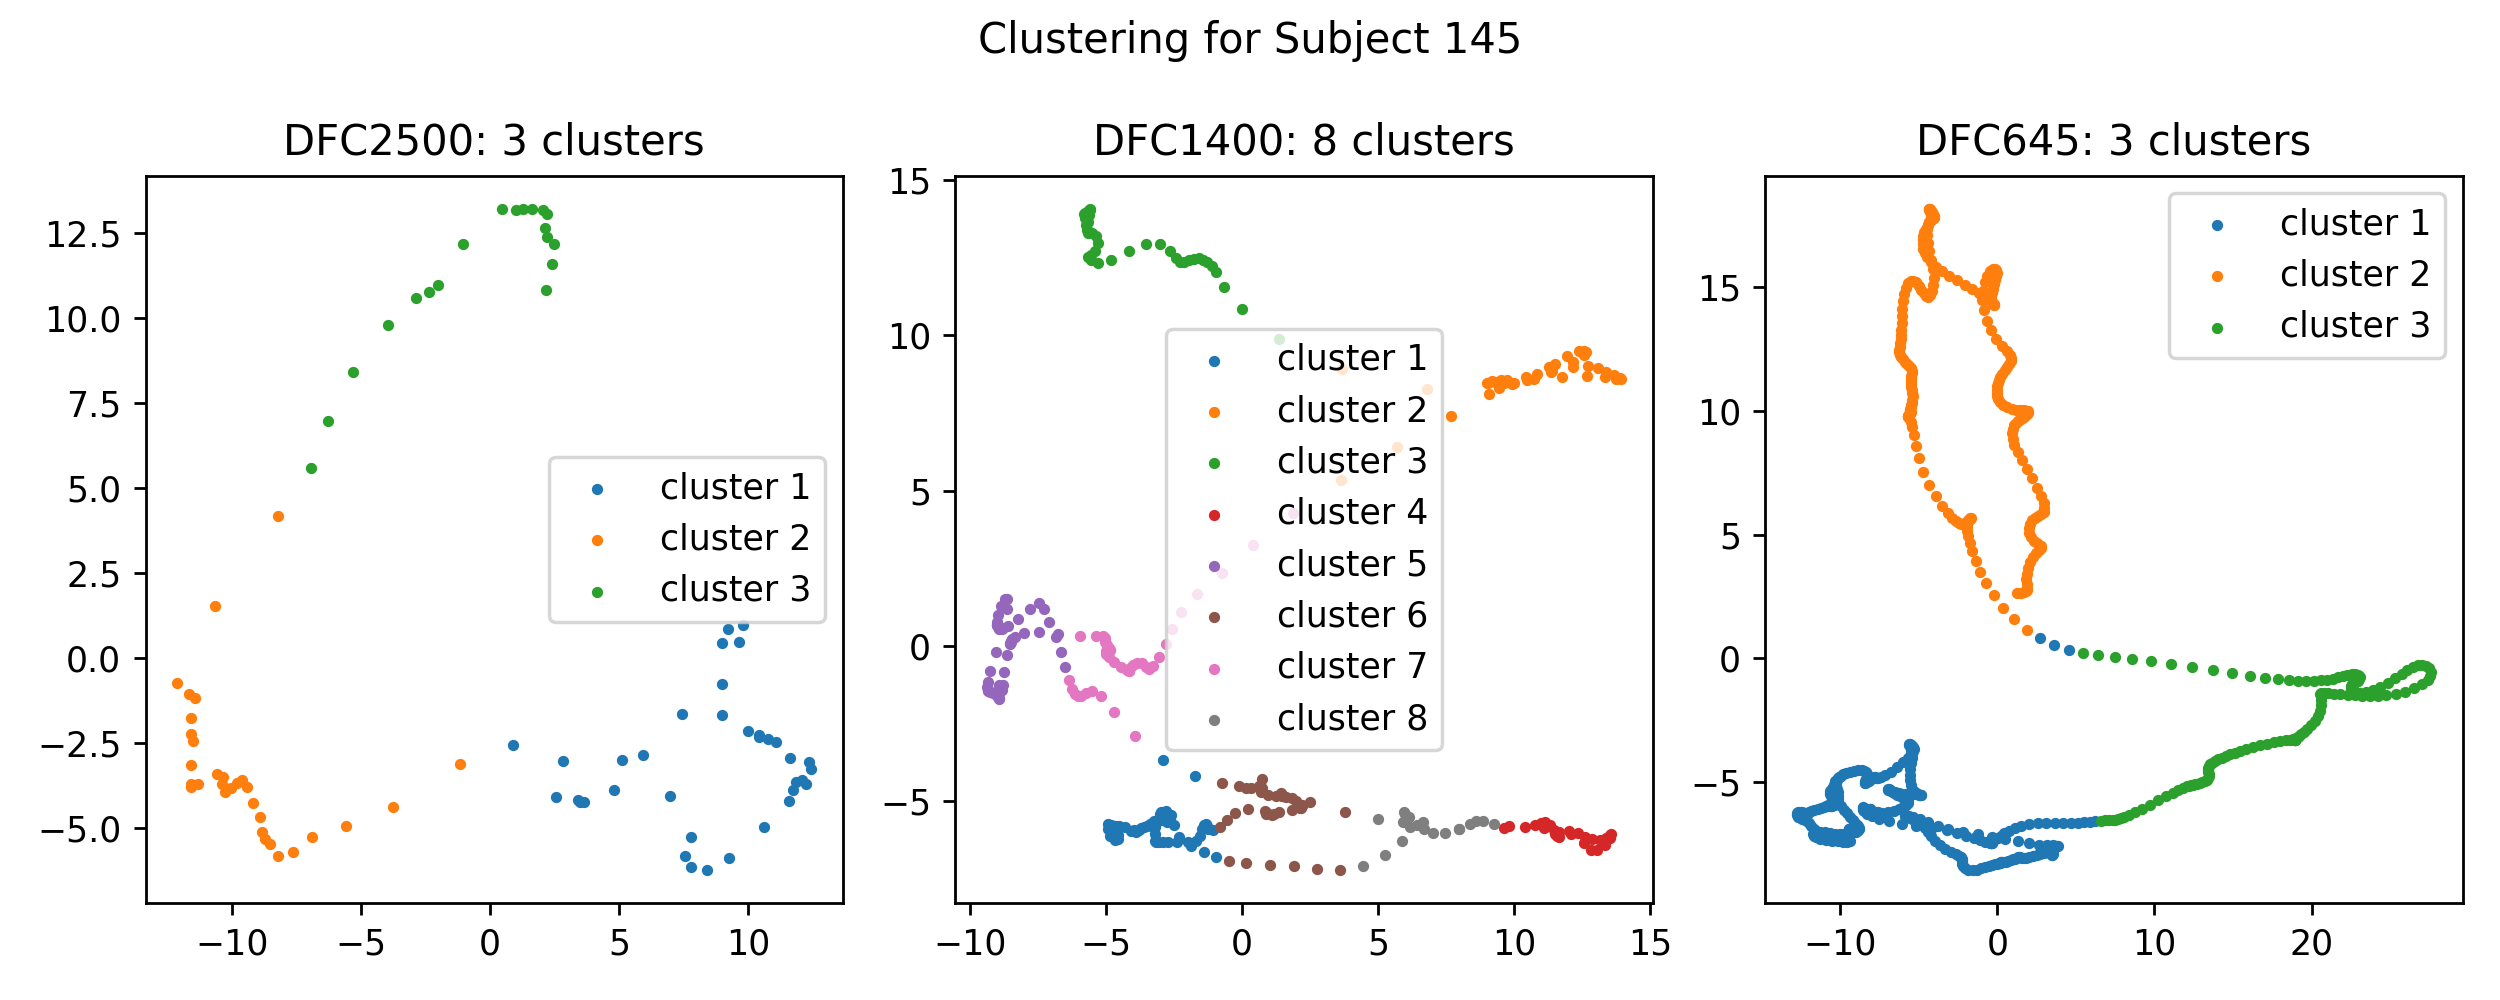 Clustering for Subject 145
DFC2500: 3 clusters
12.5
10.0
7.5
5.0
2.5
0.0
−2.5
−5.0
−10
−5
0
5
10
cluster 1
cluster 2
cluster 3
DFC1400: 8 clusters
15
10
5
0
−5
−10
−5
0
5
10
15
cluster 1
cluster 2
cluster 3
cluster 4
cluster 5
cluster 6
cluster 7
cluster 8
DFC645: 3 clusters
15
10
5
0
−5
−10
0
10
20
cluster 1
cluster 2
cluster 3